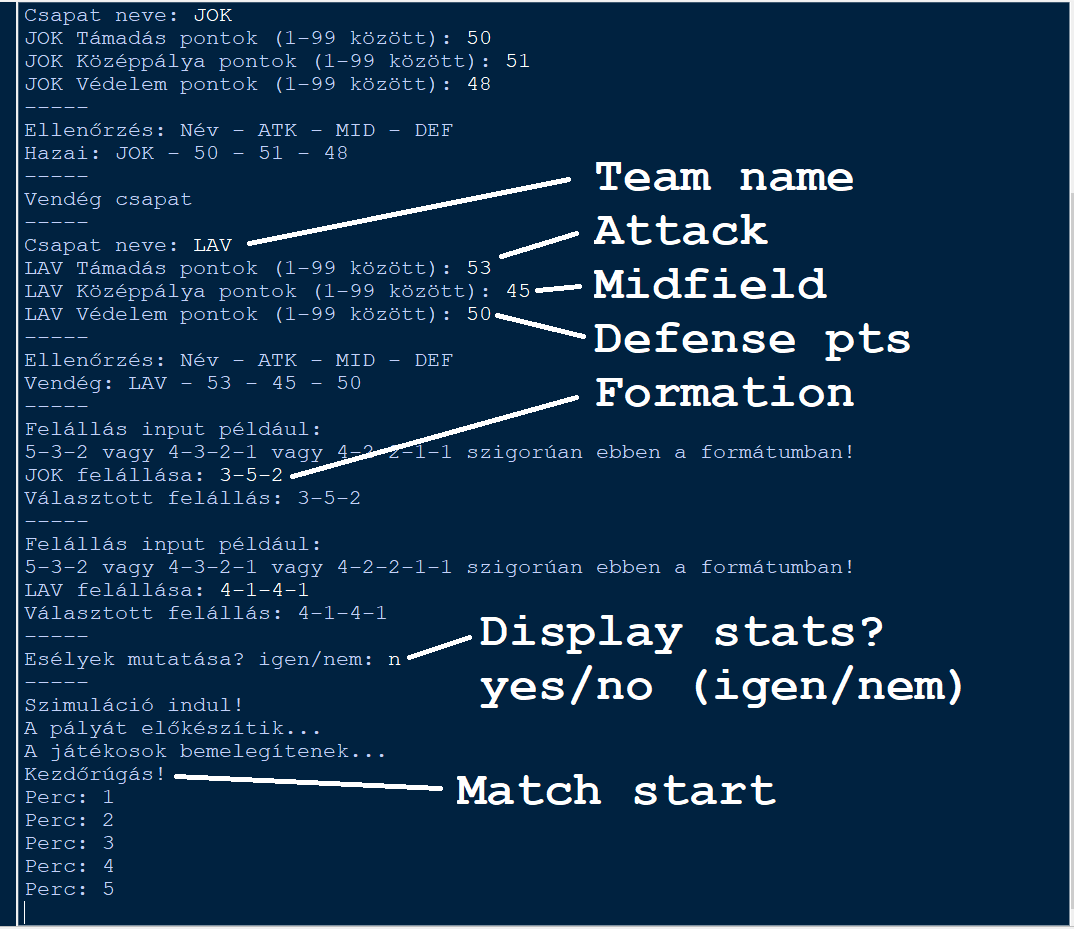 Csapat neve: JOK
JOK Támadás pontok (1-99 között): 50
JOK Középpálya pontok (1-99 között): 51
JOK Védelem pontok (1-99 között): 48
-----
Ellenőrzés: Név - ATK - MID - DEF
Hazai: JOK - 50 - 51 - 48
-----
Vendég csapat
-----
Csapat neve: LAV
LAV Támadás pontok (1-99 között): 53
LAV Középpálya pontok (1-99 között): 45
LAV Védelem pontok (1-99 között): 50
-----
Ellenőrzés: Név - ATK - MID - DEF
Vendég: LAV - 53 - 45 - 50
-----
Felállás input például:
5-3-2 vagy 4-3-2-1 vagy 4-2-2-1-1 szigorúan ebben a formátumban!
JOK felállása: 3-5-2
Választott felállás: 3-5-2
-----
Felállás input például:
5-3-2 vagy 4-3-2-1 vagy 4-2-2-1-1 szigorúan ebben a formátumban!
LAV felállása: 4-1-4-1
Választott felállás: 4-1-4-1
-----
Esélyek mutatása? igen/nem: n
-----
Szimuláció indul!
A pályát előkészítik...
A játékosok bemelegítenek...
Kezdőrúgás!
Perc: 1
Perc: 2
Perc: 3
Perc: 4
Perc: 5
Team name
Attack
Midfield
Defense pts
Formation
Display stats?
yes/no (igen/nem)
Match start